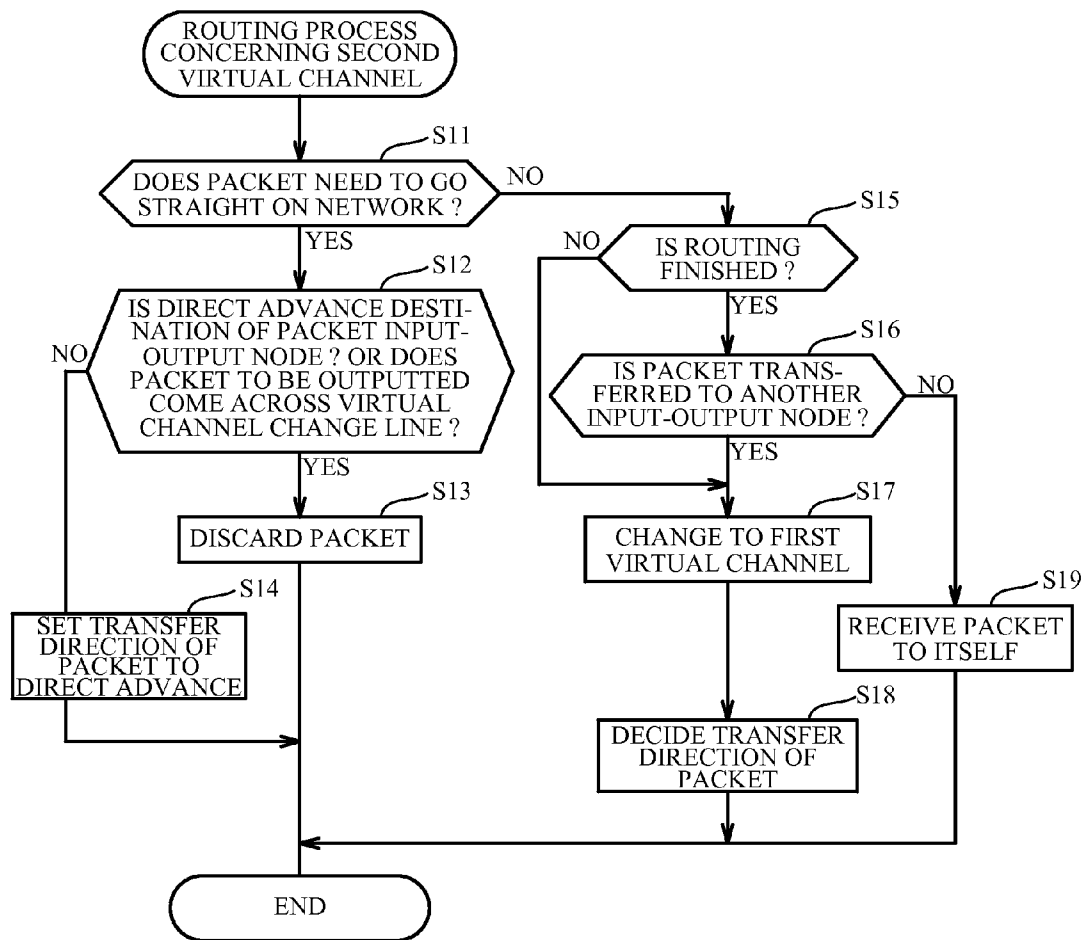 ROUTING PROCESS
CONCERNING SECOND
VIRTUAL CHANNEL
S11
DOES PACKET NEED TO GO
STRAIGHT ON NETWORK ?
NO
YES
S12
IS DIRECT ADVANCE DESTI-
NATION OF PACKET INPUT-
OUTPUT NODE ? OR DOES
PACKET TO BE OUTPUTTED
COME ACROSS VIRTUAL
CHANNEL CHANGE LINE ?
NO
YES
S13
DISCARD PACKET
S14
SET TRANSFER
DIRECTION OF
PACKET TO
DIRECT ADVANCE
S15
IS ROUTING
FINISHED ?
NO
YES
S16
IS PACKET TRANS-
FERRED TO ANOTHER
INPUT-OUTPUT NODE ?
NO
YES
S17
CHANGE TO FIRST
VIRTUAL CHANNEL
S18
DECIDE TRANSFER
DIRECTION OF
PACKET
S19
RECEIVE PACKET
TO ITSELF
END